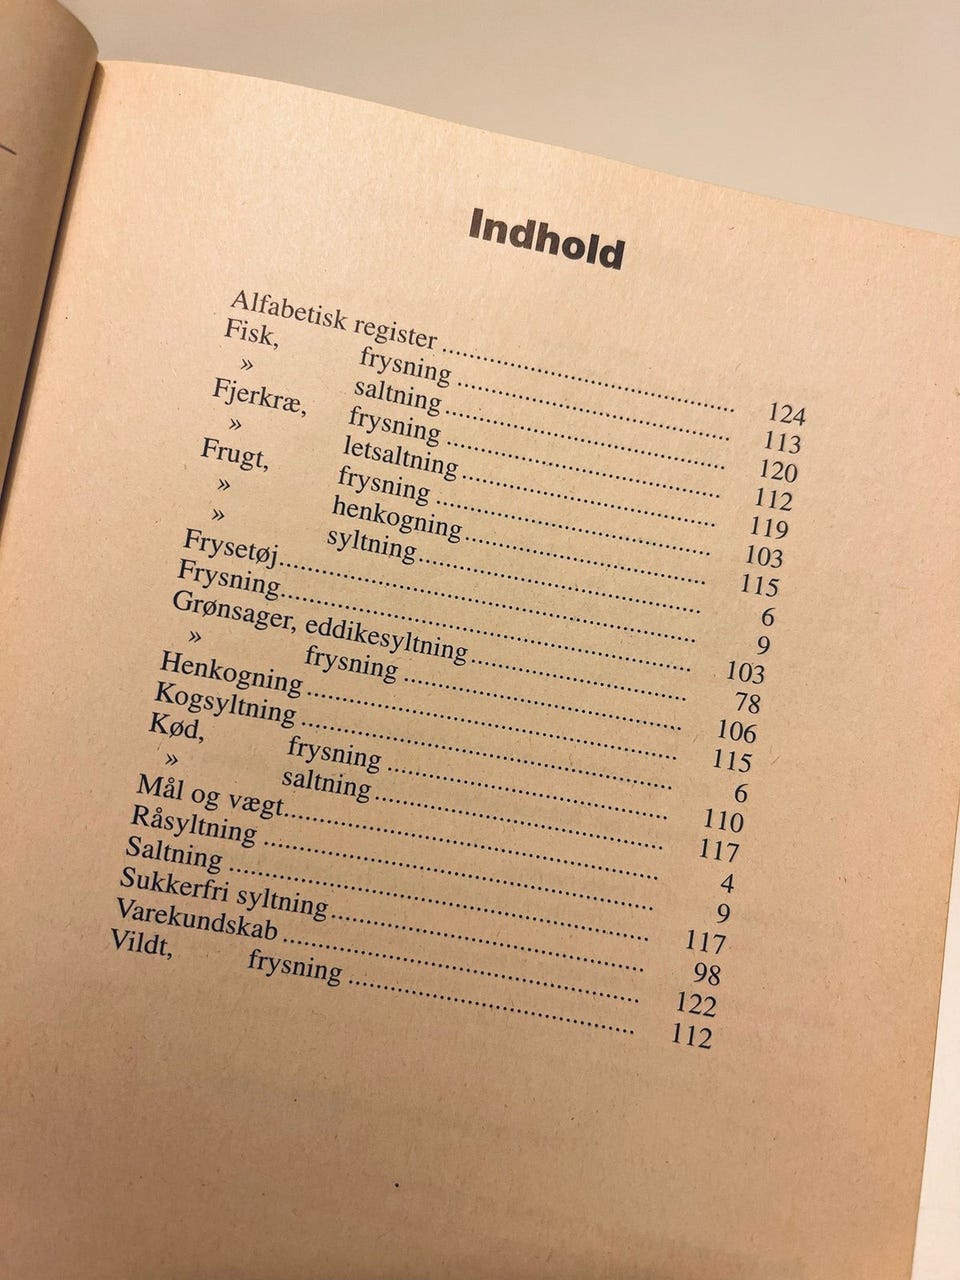 Indhold
Alfabetisk register ........ 124
Fisk, frysning ........ 113
» saltning ........ 120
Fjerkræ, frysning ........ 112
» letsaltning ........ 119
Frugt, frysning ........ 103
» henkogning ........ 115
» syltning ........ 6
Frysetøj ........ 9
Frysning ........ 103
Grønsager, eddikesyltning ........ 78
» frysning ........ 106
Henkogning ........ 115
Kogsyltning ........ 6
Kød, frysning ........ 110
» saltning ........ 117
Mål og vægt ........ 4
Råsyltning ........ 9
Saltning ........ 117
Sukkerfri syltning ........ 98
Varekundskab ........ 122
Vildt, frysning ........ 112